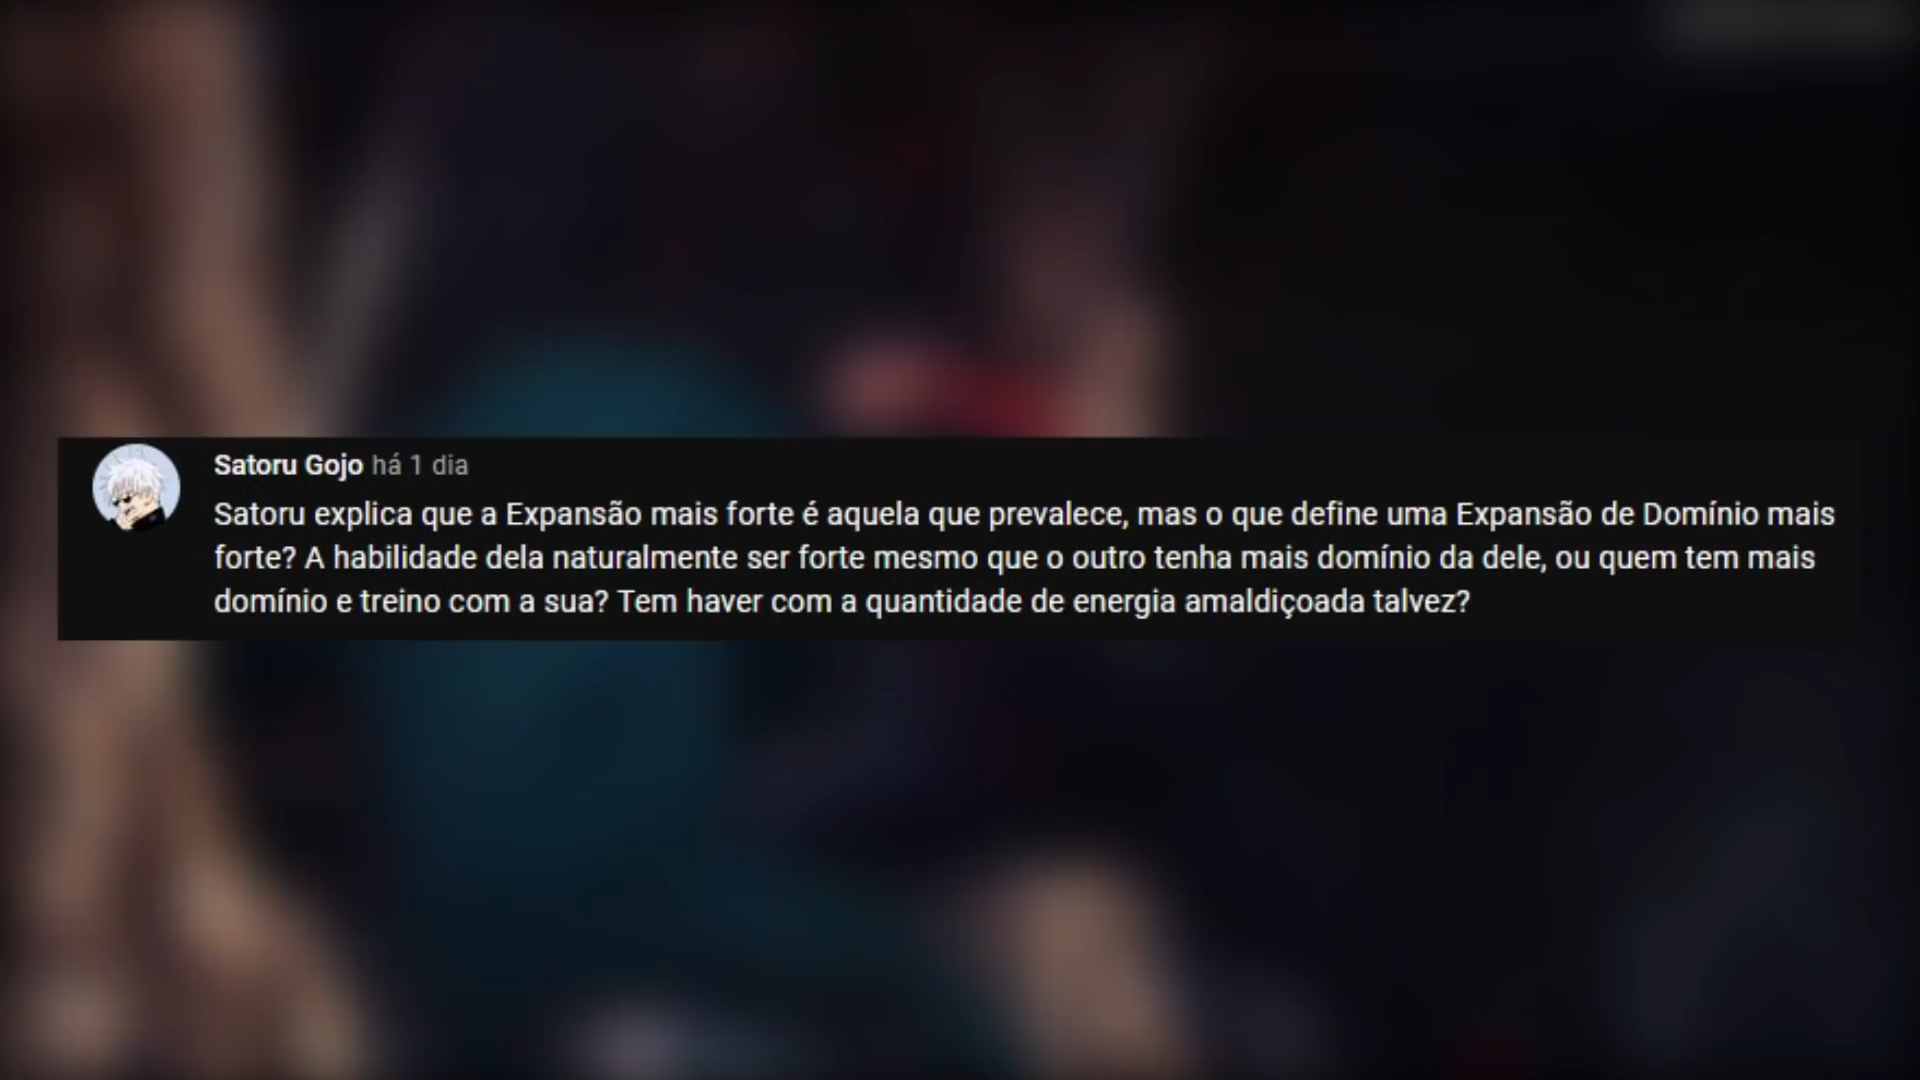 Satoru Gojo há 1 dia
Satoru explica que a Expansão mais forte é aquela que prevalece, mas o que define uma Expansão de Domínio mais
forte? A habilidade dela naturalmente ser forte mesmo que o outro tenha mais domínio da dele, ou quem tem mais
domínio e treino com a sua? Tem haver com a quantidade de energia amaldiçoada talvez?